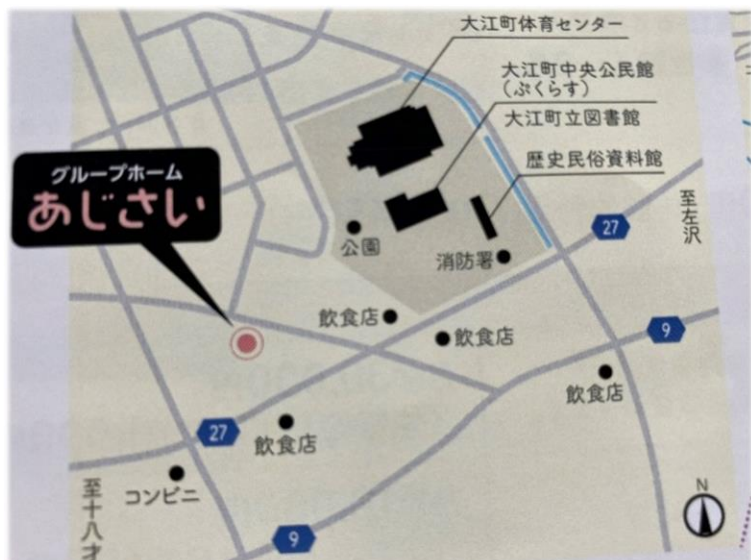 大江町体育センター
大江町中央公民館
（ぷくらす）
大江町立図書館
歴史民俗資料館
グループホーム
あじさい
公園
消防署
27
至左沢
飲食店
飲食店
9
飲食店
27
飲食店
コンビニ
至十八才
9
N